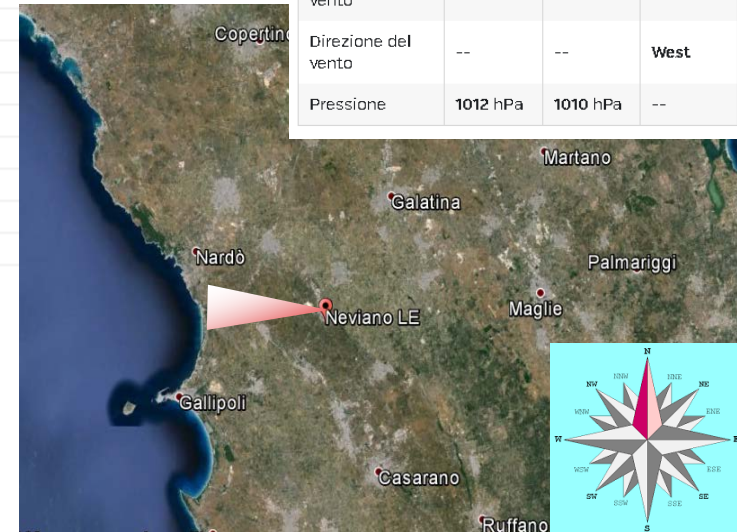 vento
Direzione del
vento
-- -- West
Pressione 1012 hPa 1010 hPa --
Copertino
Martano
Galatina
Nardò
Palmariggi
Maglie
Neviano LE
Gallipoli
Casarano
Ruffano
N
NNW NNE
NW NE
WNW ENE
W E
WSW ESE
SW SE
SSW SSE
S